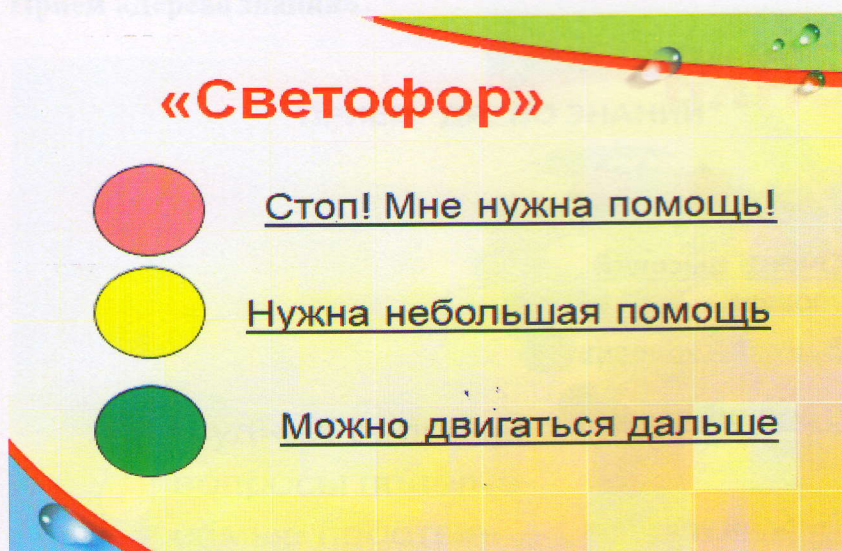 «Светофор»
Стоп! Мне нужна помощь!
Нужна небольшая помощь
Можно двигаться дальше